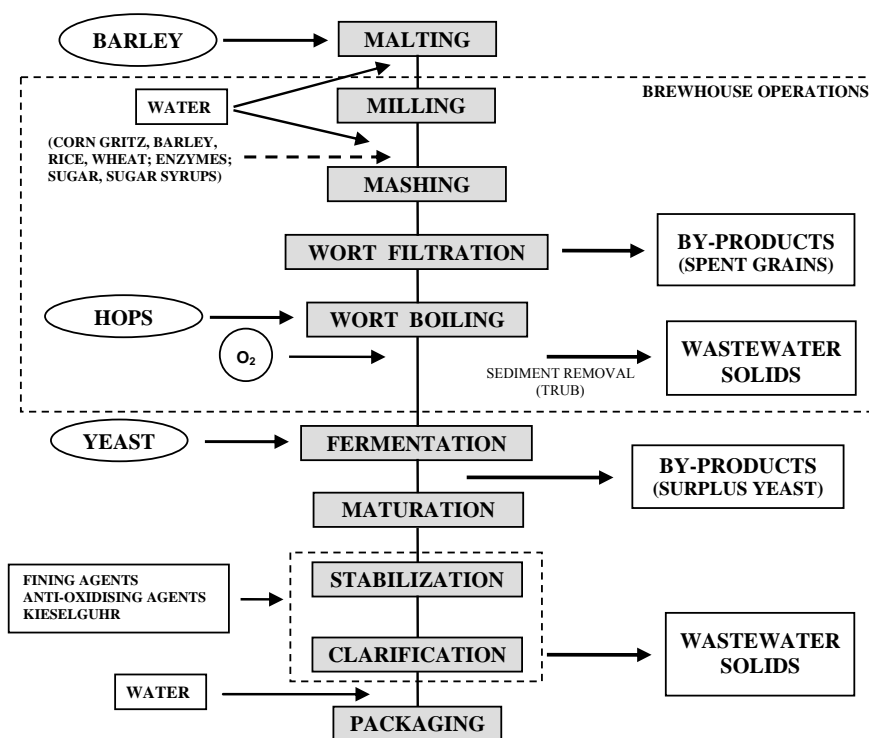 BARLEY
MALTING
BREWHOUSE OPERATIONS
WATER
MILLING
(CORN GRITZ, BARLEY,
RICE, WHEAT; ENZYMES;
SUGAR, SUGAR SYRUPS)
MASHING
WORT FILTRATION
BY-PRODUCTS
(SPENT GRAINS)
HOPS
WORT BOILING
O₂
SEDIMENT REMOVAL
(TRUB)
WASTEWATER
SOLIDS
YEAST
FERMENTATION
BY-PRODUCTS
(SURPLUS YEAST)
MATURATION
FINING AGENTS
ANTI-OXIDISING AGENTS
KIESELGUHR
STABILIZATION
CLARIFICATION
WASTEWATER
SOLIDS
WATER
PACKAGING